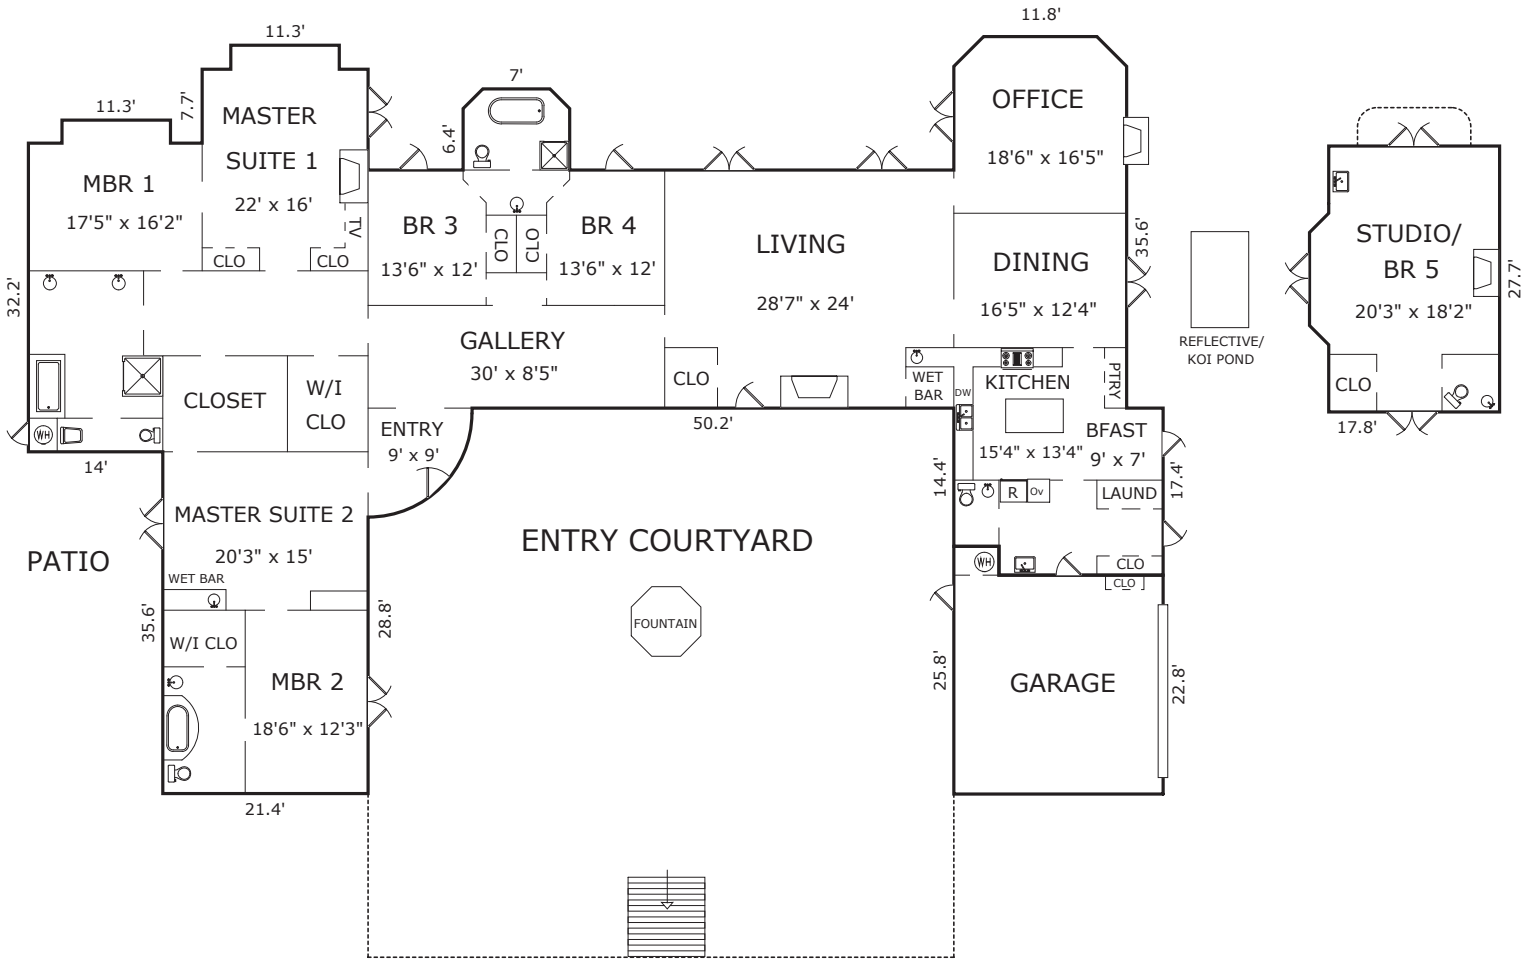 11.3'
11.3'
7.7'
MASTER
SUITE 1
22' x 16'
MBR 1
17'5" x 16'2"
TV
CLO
CLO
32.2'
7'
6.4'
BR 3
13'6" x 12'
CLO
CLO
BR 4
13'6" x 12'
LIVING
28'7" x 24'
11.8'
OFFICE
18'6" x 16'5"
DINING
16'5" x 12'4"
35.6'
REFLECTIVE/
KOI POND
STUDIO/
BR 5
20'3" x 18'2"
27.7'
CLO
17.8'
GALLERY
30' x 8'5"
CLO
WET
BAR
DW
KITCHEN
15'4" x 13'4"
PTRY
BFAST
9' x 7'
17.4'
R
Ov
LAUND
CLO
CLO
WH
CLOSET
W/I
CLO
ENTRY
9' x 9'
50.2'
14.4'
WH
14'
MASTER SUITE 2
20'3" x 15'
WET BAR
PATIO
ENTRY COURTYARD
FOUNTAIN
35.6'
28.8'
W/I CLO
MBR 2
18'6" x 12'3"
21.4'
25.8'
GARAGE
22.8'